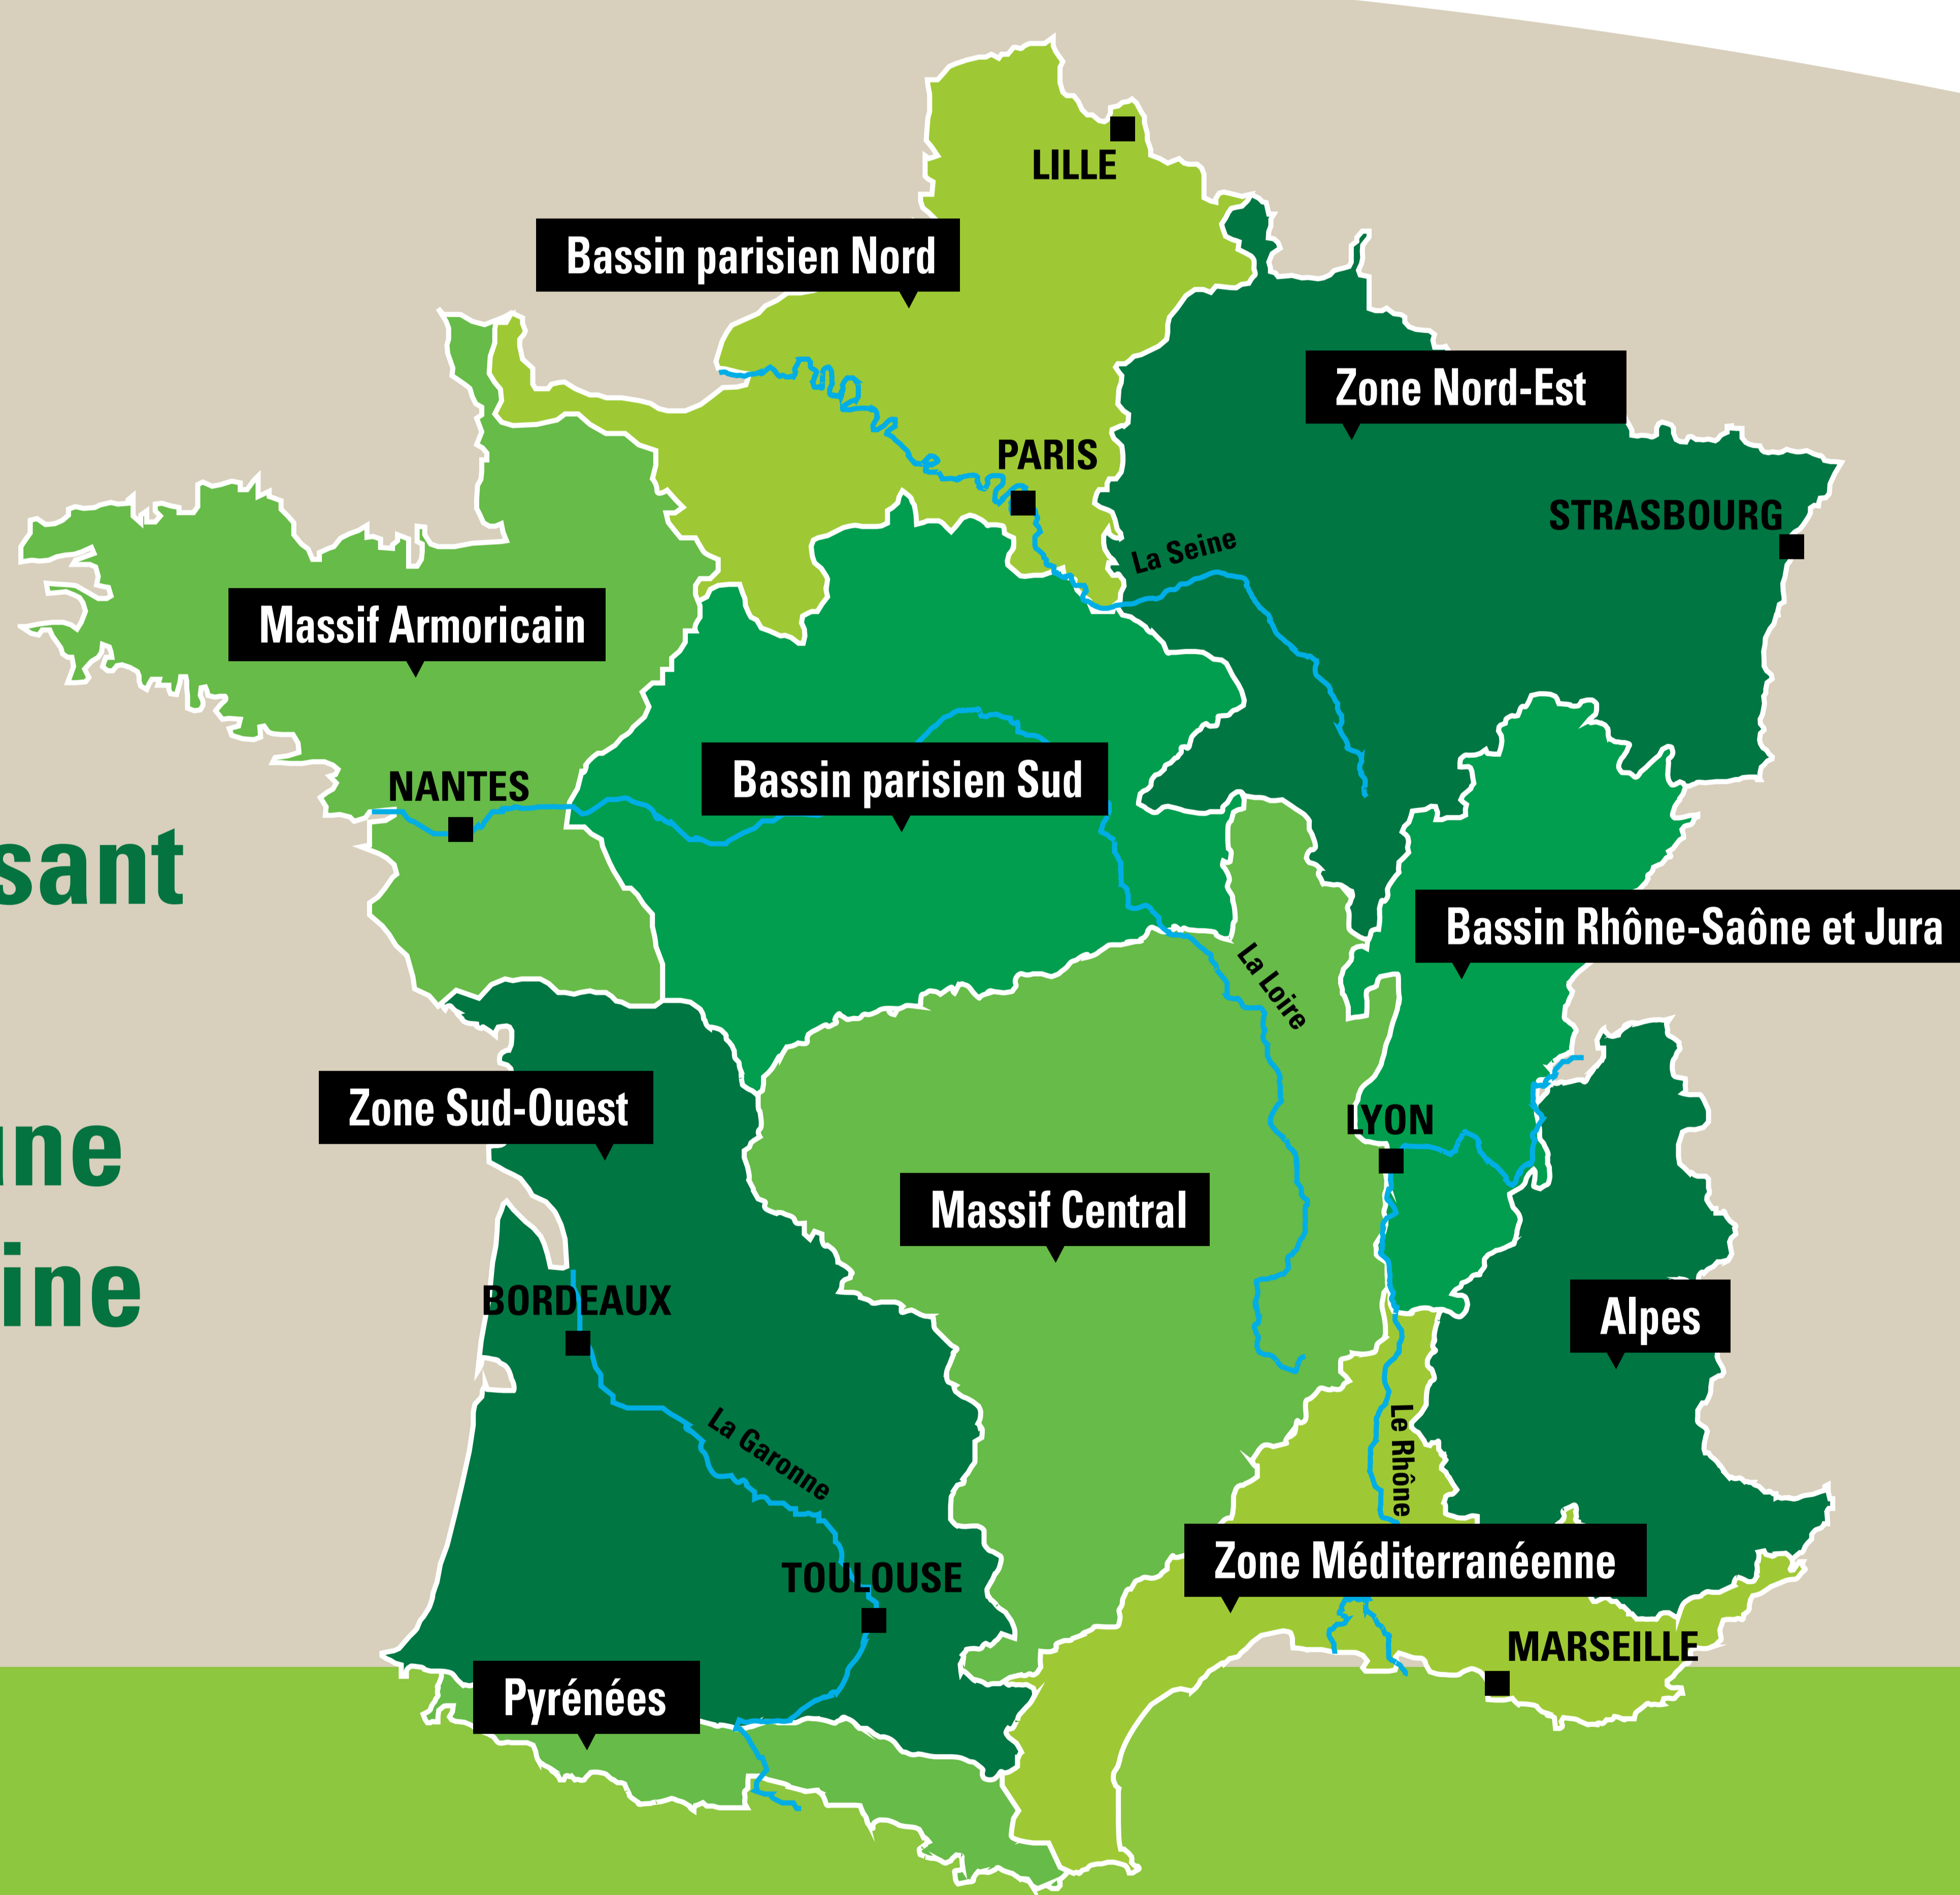 LILLE
Bassin parisien Nord
Zone Nord-Est
PARIS
STRASBOURG
La Seine
Massif Armoricain
NANTES
Bassin parisien Sud
sant
Bassin Rhône-Saône et Jura
La Loire
Zone Sud-Ouest
LYON
une
Massif Central
ine
BORDEAUX
Alpes
La Garonne
Le Rhône
Zone Méditerranéenne
TOULOUSE
MARSEILLE
Pyrénées